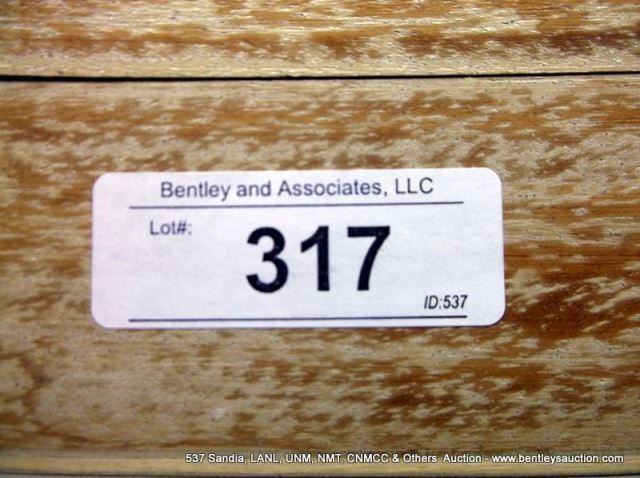 Bentley and Associates, LLC
Lot#:
317
ID:537
537 Sandia, LANL, UNM, NMT, CNMCC & Others Auction - www.bentleysauction.com